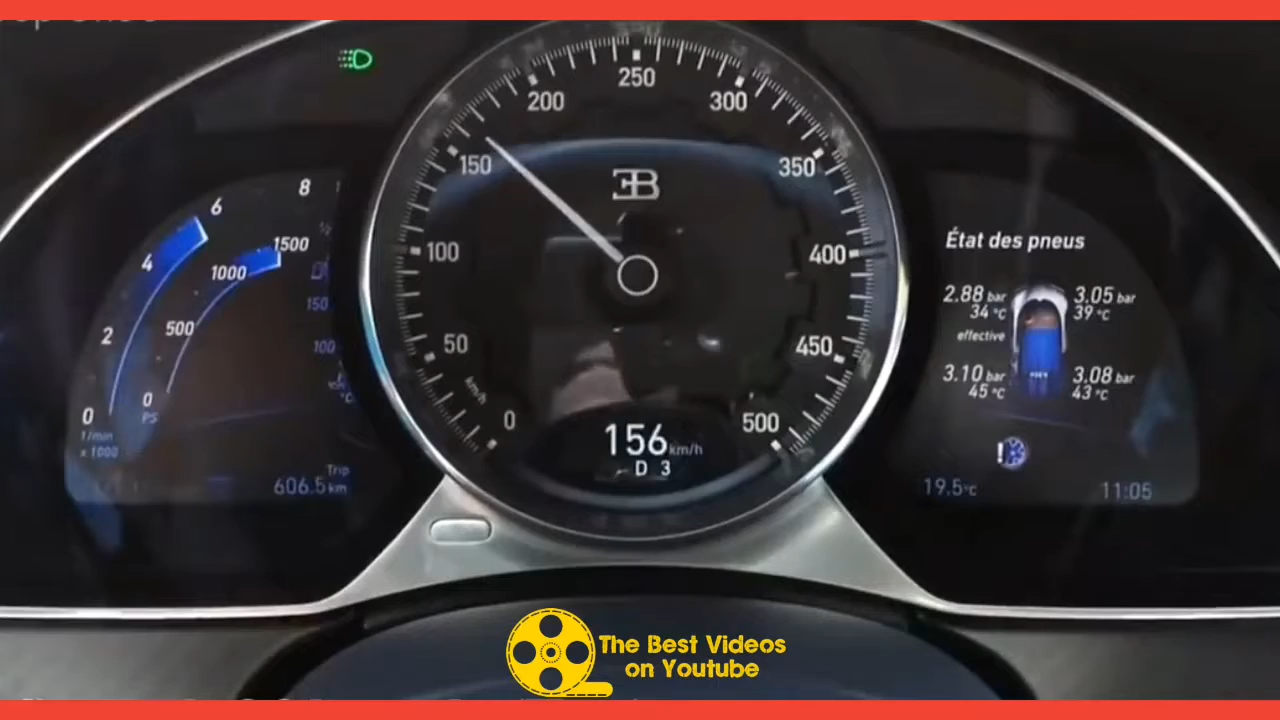 250
200
300
150
350
100
400
50
450
0
500
km/h
EB
156 km/h
D 3
8
6
4
2
0
1/min
x 1000
1500
1000
500
0
PS
150
100
°C
Trip
606.5 km
État des pneus
2.88 bar
34 °C
3.05 bar
39 °C
effective
3.10 bar
45 °C
3.08 bar
43 °C
!
19.5 °C
11:05
The Best Videos
on Youtube